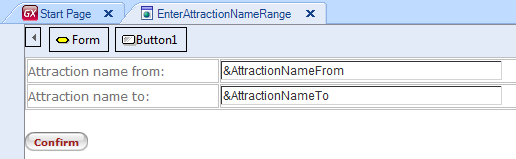 GX Start Page X EnterAttractionNameRange X
Form Button1
Attraction name from: &AttractionNameFrom
Attraction name to: &AttractionNameTo
Confirm